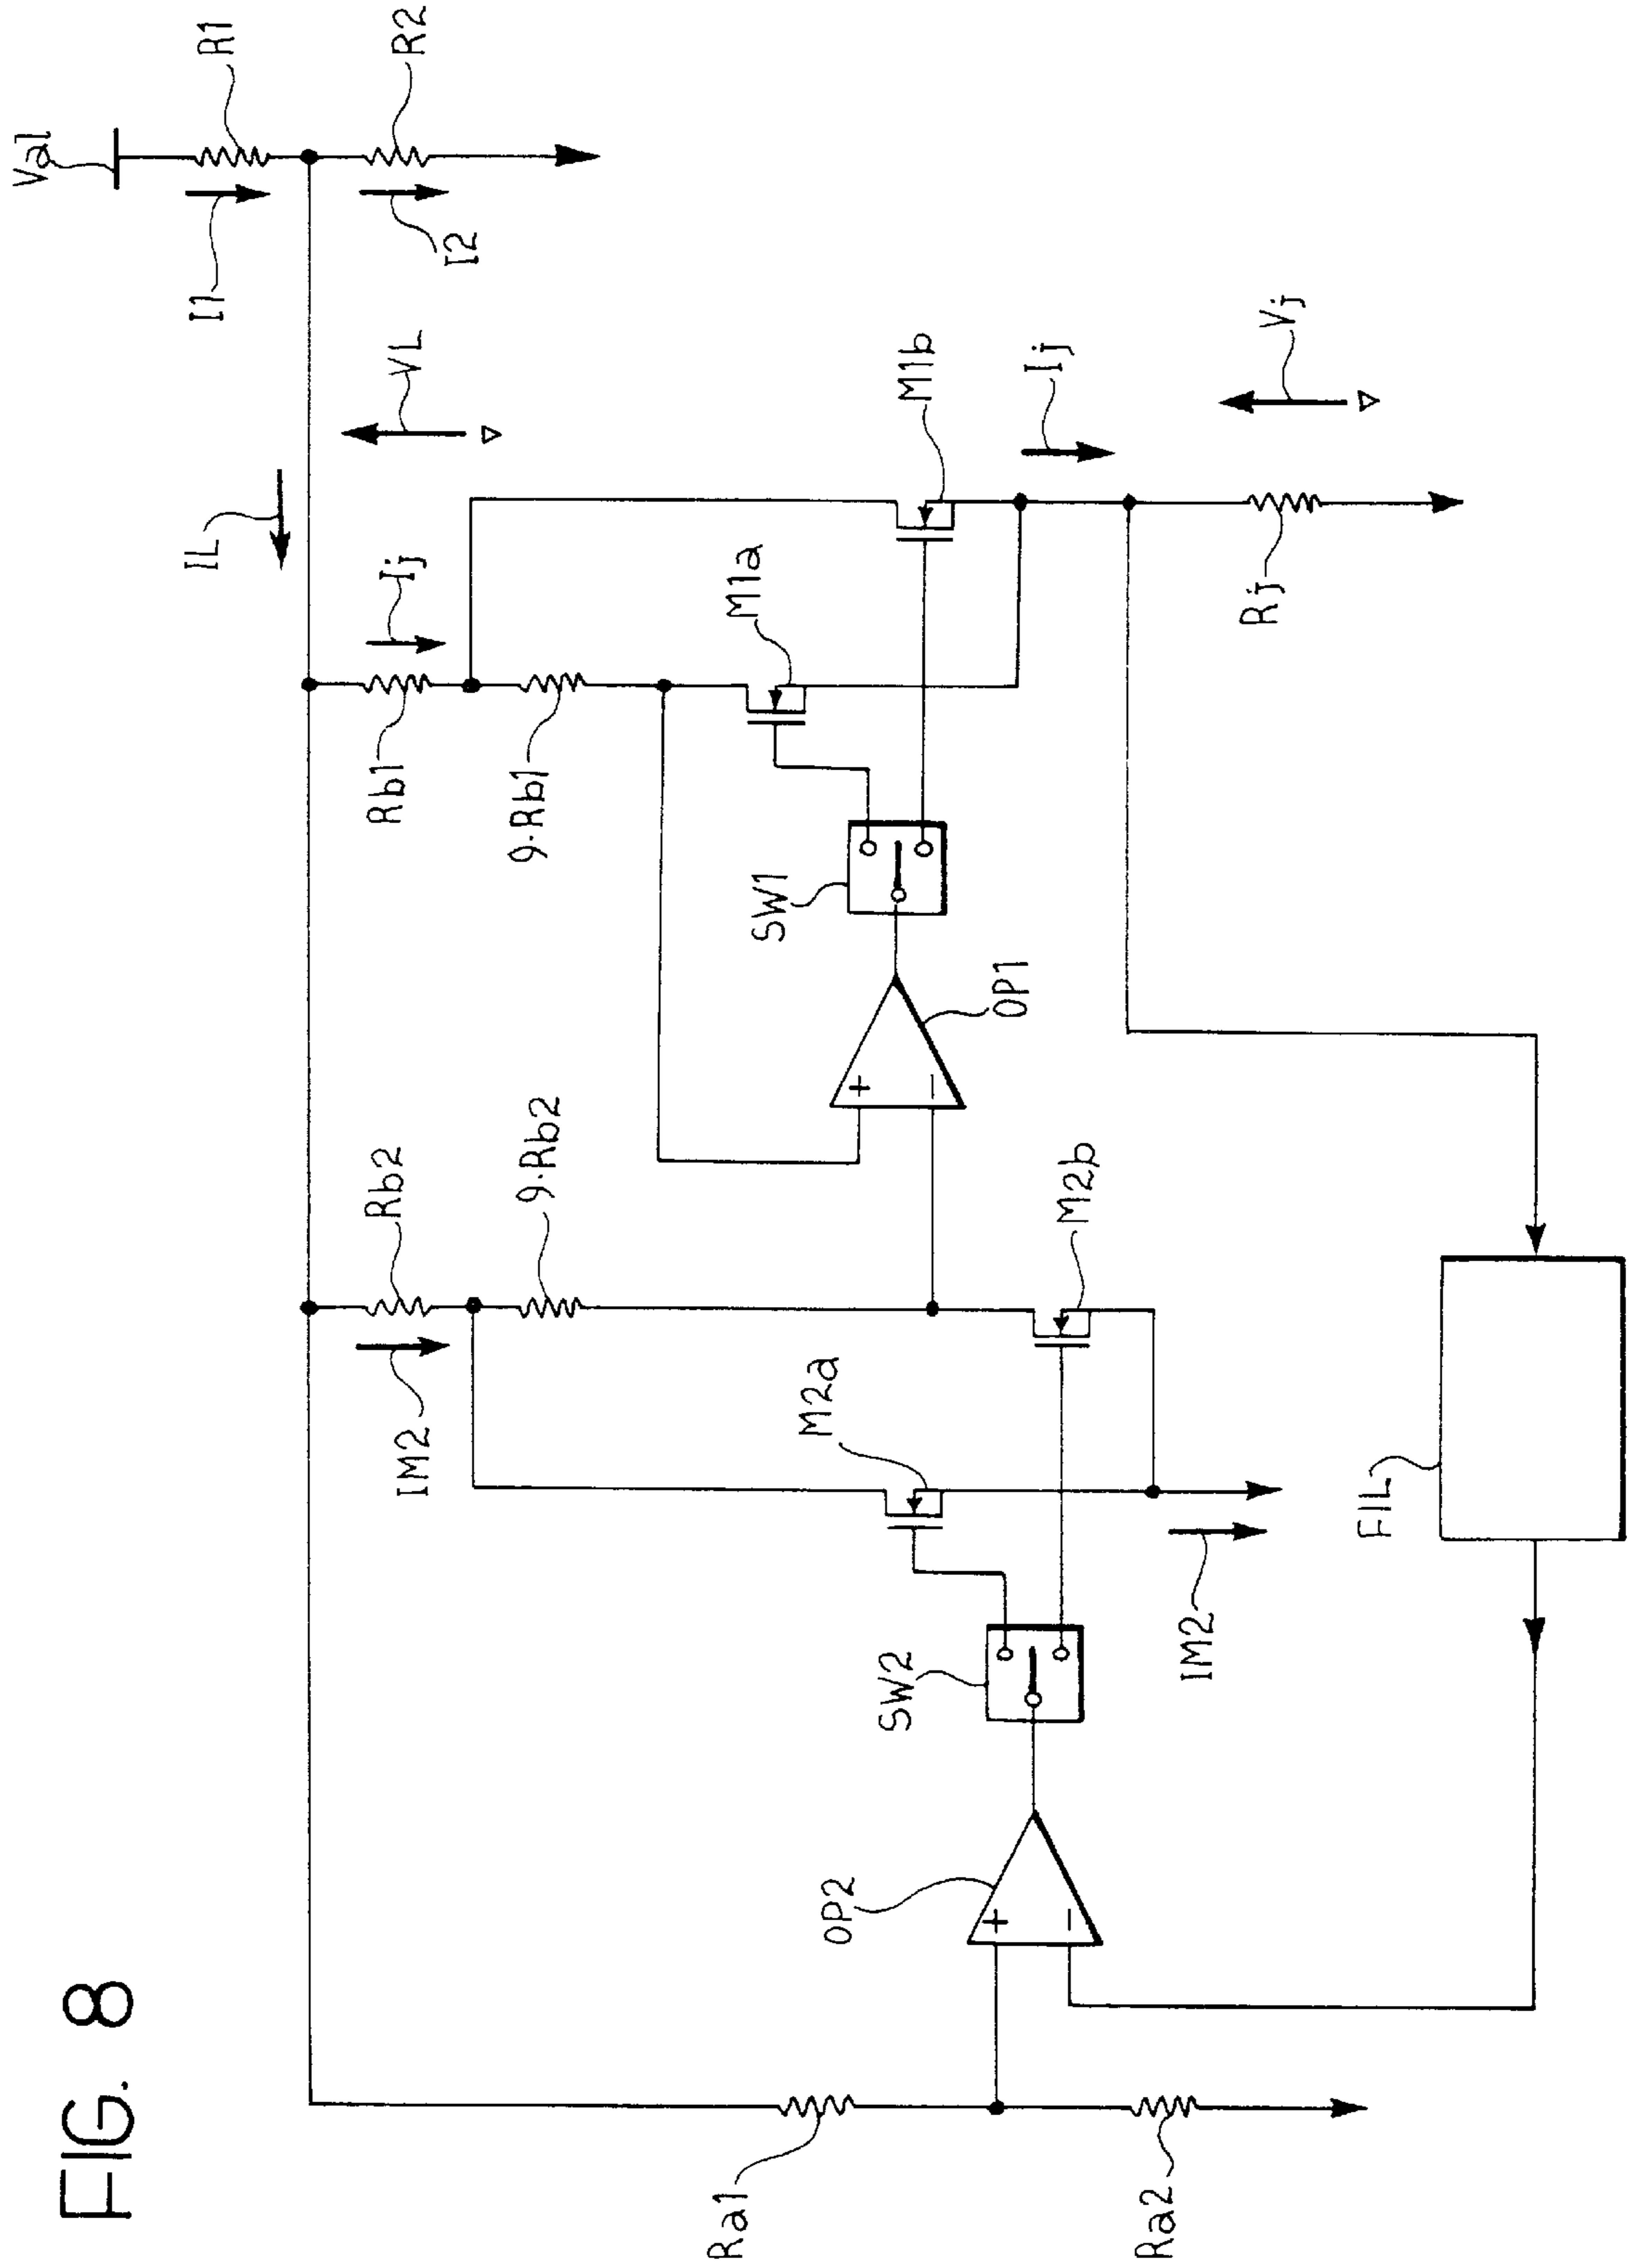 FIG. 8
Val
R1
R2
I1
I2
VL
IL
Ij
Rb1
9·Rb1
M1a
M1b
Ij
Vj
Rj
SW1
OP1
+
−
Rb2
9·Rb2
IM2
M2a
M2b
IM2
SW2
OP2
+
−
FIL
Ra1
Ra2